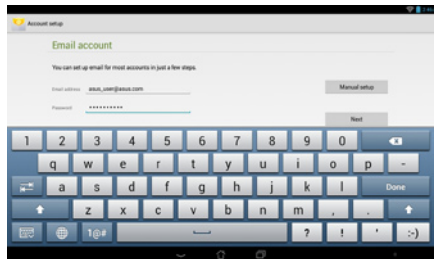 Account setup
Email account
You can set up email for most accounts in just a few steps.
Email address asus_user@asus.com
Manual setup
Password ••••••••••
Next
1 2 3 4 5 6 7 8 9 0
q w e r t y u i o p -
a s d f g h j k l Done
z x c v b n m , .
1@# ? ! ' :-)